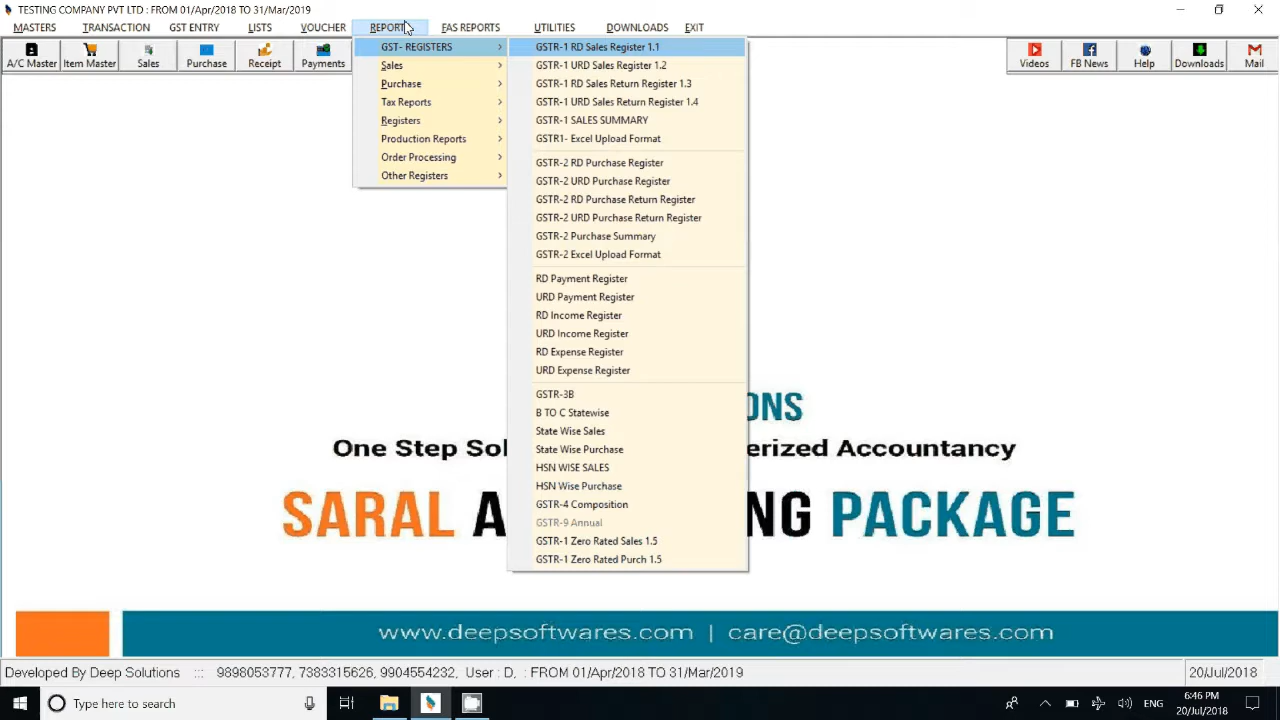 TESTING COMPANY PVT LTD : FROM 01/Apr/2018 TO 31/Mar/2019
MASTERS TRANSACTION GST ENTRY LISTS VOUCHER REPORT FAS REPORTS UTILITIES DOWNLOADS EXIT
A/C Master Item Master Sales Purchase Receipt Payments Videos FB News Help Downloads Mail
GST- REGISTERS
Sales
Purchase
Tax Reports
Registers
Production Reports
Order Processing
Other Registers
GSTR-1 RD Sales Register 1.1
GSTR-1 URD Sales Register 1.2
GSTR-1 RD Sales Return Register 1.3
GSTR-1 URD Sales Return Register 1.4
GSTR-1 SALES SUMMARY
GSTR1- Excel Upload Format
GSTR-2 RD Purchase Register
GSTR-2 URD Purchase Register
GSTR-2 RD Purchase Return Register
GSTR-2 URD Purchase Return Register
GSTR-2 Purchase Summary
GSTR-2 Excel Upload Format
RD Payment Register
URD Payment Register
RD Income Register
URD Income Register
RD Expense Register
URD Expense Register
GSTR-3B
B TO C Statewise
State Wise Sales
State Wise Purchase
HSN WISE SALES
HSN Wise Purchase
GSTR-4 Composition
GSTR-9 Annual
GSTR-1 Zero Rated Sales 1.5
GSTR-1 Zero Rated Purch 1.5
ONS
One Step Sol erized Accountancy
SARAL A NG PACKAGE
www.deepsoftwares.com | care@deepsoftwares.com
Developed By Deep Solutions ::: 9898053777, 7383315626, 9904554232, User : D, : FROM 01/Apr/2018 TO 31/Mar/2019 20/Jul/2018
Type here to search ENG 6:46 PM
20/Jul/2018